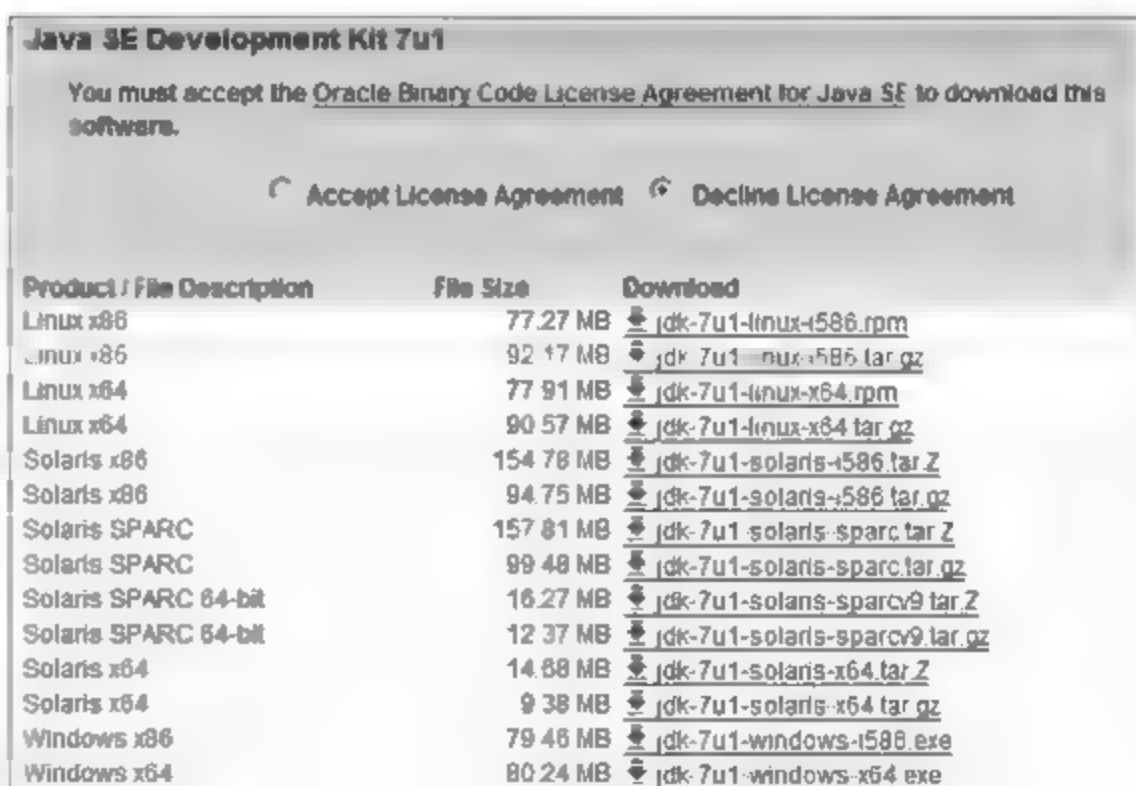 Java SE Development Kit 7u1
You must accept the Oracle Binary Code License Agreement for Java SE to download this
software.
Accept License Agreement Decline License Agreement
Product / File Description File Size Download
Linux x86 77.27 MB jdk-7u1-linux-i586.rpm
Linux x86 92.17 MB jdk-7u1-linux-i586.tar.gz
Linux x64 77.91 MB jdk-7u1-linux-x64.rpm
Linux x64 90.57 MB jdk-7u1-linux-x64.tar.gz
Solaris x86 154.78 MB jdk-7u1-solaris-i586.tar.Z
Solaris x86 94.75 MB jdk-7u1-solaris-i586.tar.gz
Solaris SPARC 157.81 MB jdk-7u1-solaris-sparc.tar.Z
Solaris SPARC 99.48 MB jdk-7u1-solaris-sparc.tar.gz
Solaris SPARC 64-bit 16.27 MB jdk-7u1-solaris-sparcv9.tar.Z
Solaris SPARC 64-bit 12.37 MB jdk-7u1-solaris-sparcv9.tar.gz
Solaris x64 14.68 MB jdk-7u1-solaris-x64.tar.Z
Solaris x64 9.38 MB jdk-7u1-solaris-x64.tar.gz
Windows x86 79.46 MB jdk-7u1-windows-i586.exe
Windows x64 80.24 MB jdk-7u1-windows-x64.exe